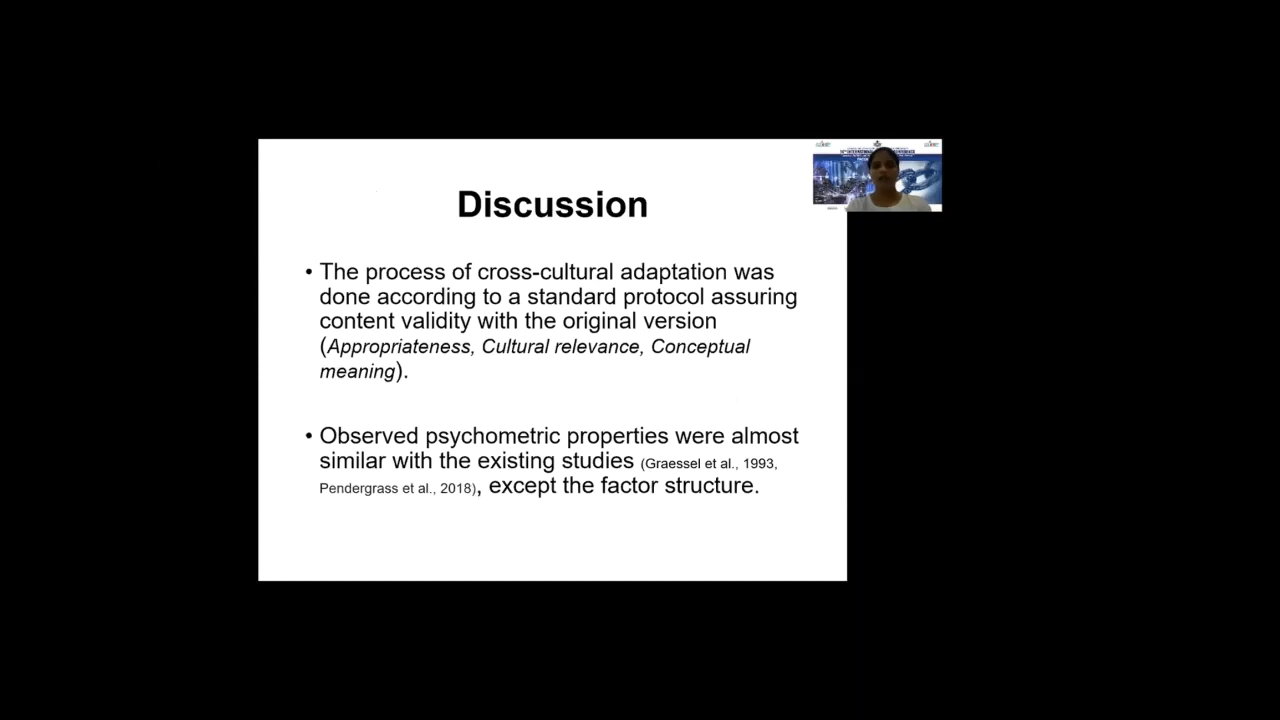 Discussion
• The process of cross-cultural adaptation was
done according to a standard protocol assuring
content validity with the original version
(Appropriateness, Cultural relevance, Conceptual
meaning).
• Observed psychometric properties were almost
similar with the existing studies (Graessel et al., 1993,
Pendergrass et al., 2018), except the factor structure.